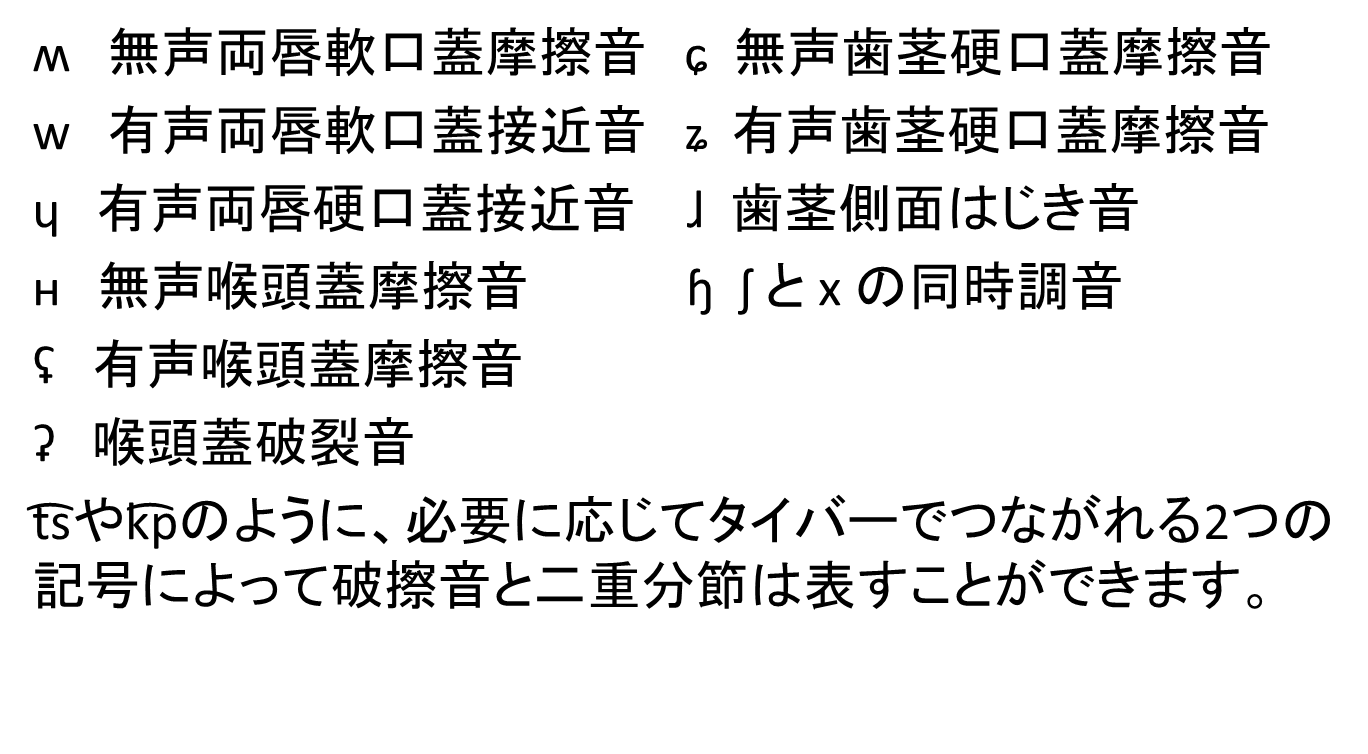 ʍ 無声両唇軟口蓋摩擦音 ɕ 無声歯茎硬口蓋摩擦音
w 有声両唇軟口蓋接近音 ʑ 有声歯茎硬口蓋摩擦音
ɥ 有声両唇硬口蓋接近音 ɺ 歯茎側面はじき音
ʜ 無声喉頭蓋摩擦音 ɧ ʃとxの同時調音
ʢ 有声喉頭蓋摩擦音
ʡ 喉頭蓋破裂音
t͡sやk͡pのように、必要に応じてタイバーでつながれる2つの
記号によって破擦音と二重分節は表すことができます。